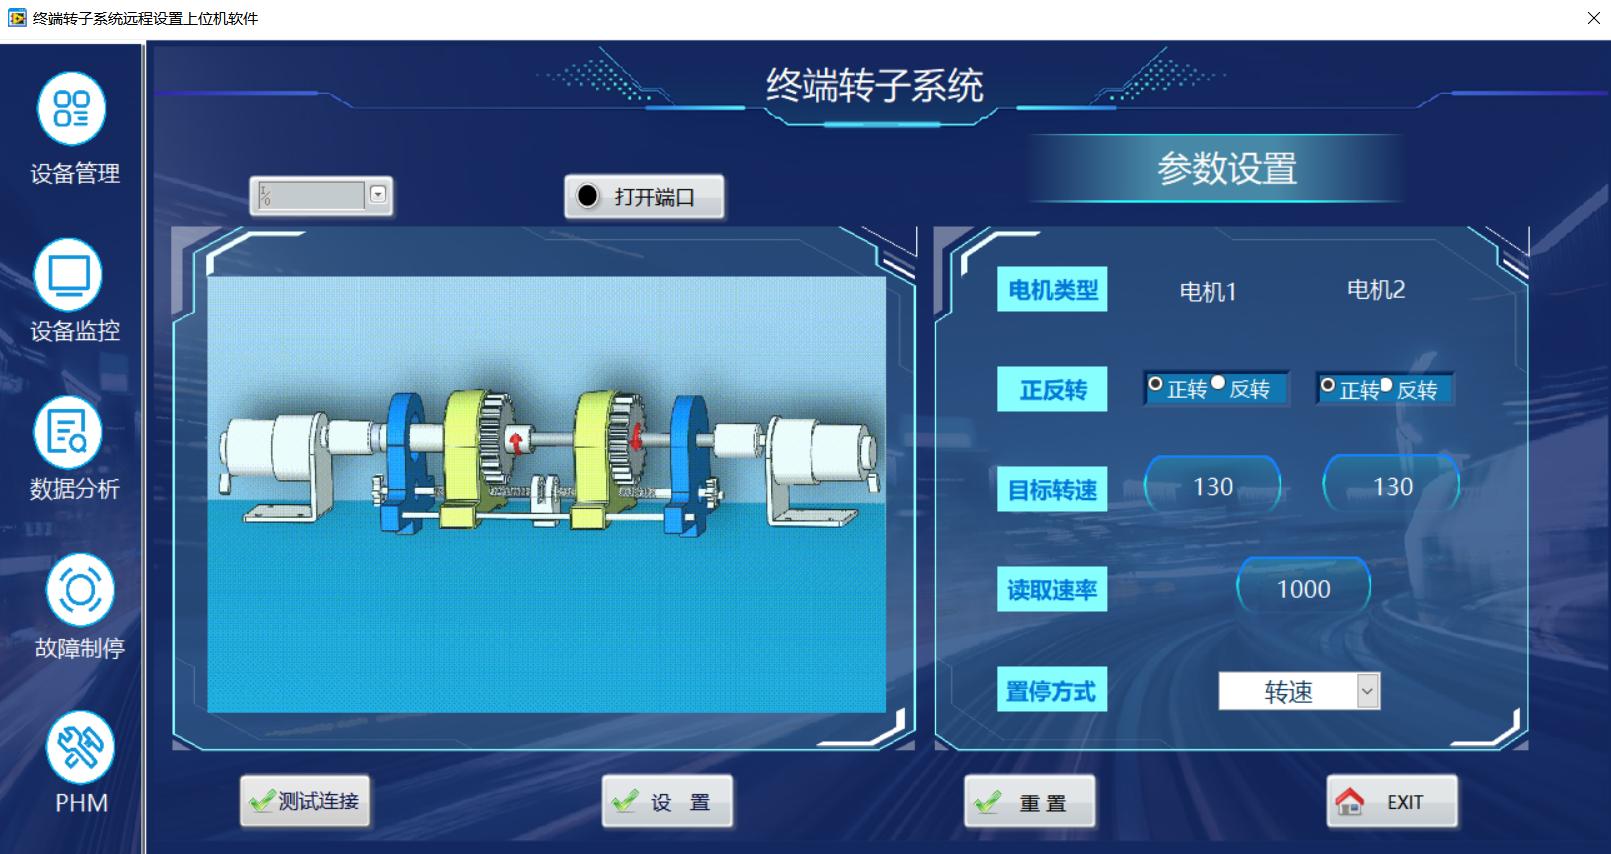 终端转子系统远程设置上位机软件
终端转子系统
设备管理
设备监控
数据分析
故障制停
PHM
I/O
打开端口
参数设置
电机类型 电机1 电机2
正反转 正转 反转 正转 反转
目标转速 130 130
读取速率 1000
置停方式 转速
测试连接
设 置
重 置
EXIT